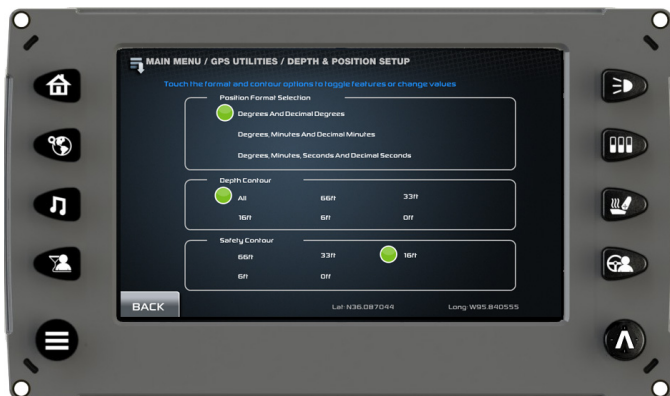 MAIN MENU / GPS UTILITIES / DEPTH & POSITION SETUP
Touch the format and contour options to toggle features or change values
Position Format Selection
Degrees And Decimal Degrees
Degrees, Minutes And Decimal Minutes
Degrees, Minutes, Seconds And Decimal Seconds
Depth Contour
All 66ft 33ft
16ft 6ft Off
Safety Contour
66ft 33ft 16ft
6ft Off
BACK Lat: N36.087044 Long: W95.840555